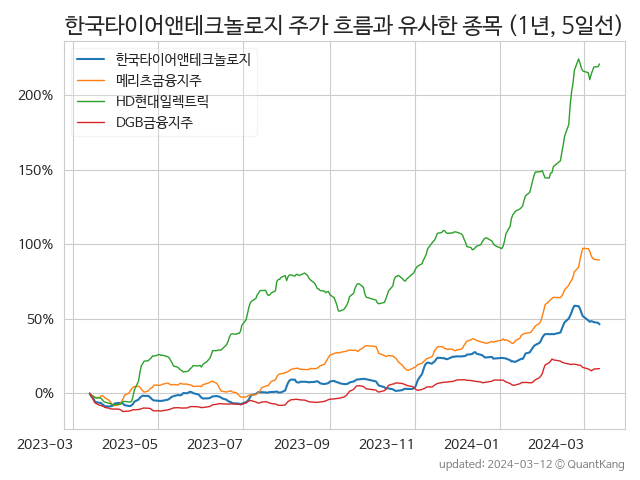 한국타이어앤테크놀로지 주가 흐름과 유사한 종목 (1년, 5일선)
한국타이어앤테크놀로지
메리츠금융지주
HD현대일렉트릭
DGB금융지주
200%
150%
100%
50%
0%
2023-03 2023-05 2023-07 2023-09 2023-11 2024-01 2024-03
updated: 2024-03-12 © QuantKang